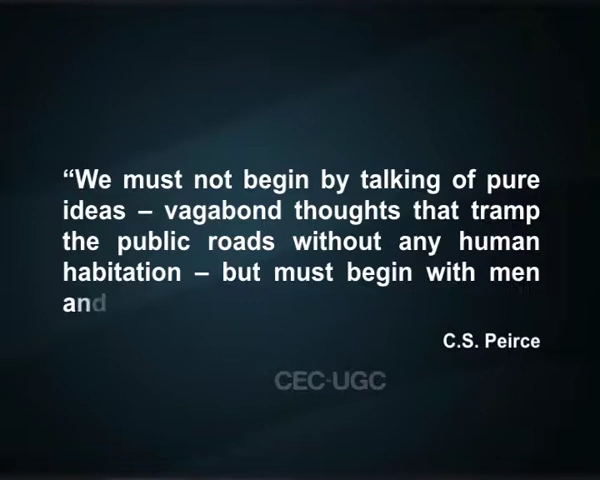 “We must not begin by talking of pure
ideas – vagabond thoughts that tramp
the public roads without any human
habitation – but must begin with men
and
C.S. Peirce
CEC-UGC